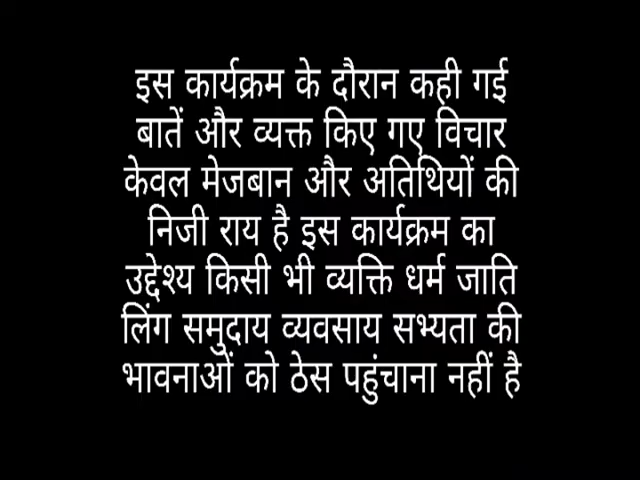 इस कार्यक्रम के दौरान कही गई
बातें और व्यक्त किए गए विचार
केवल मेजबान और अतिथियों की
निजी राय है इस कार्यक्रम का
उद्देश्य किसी भी व्यक्ति धर्म जाति
लिंग समुदाय व्यवसाय सभ्यता की
भावनाओं को ठेस पहुंचाना नहीं है